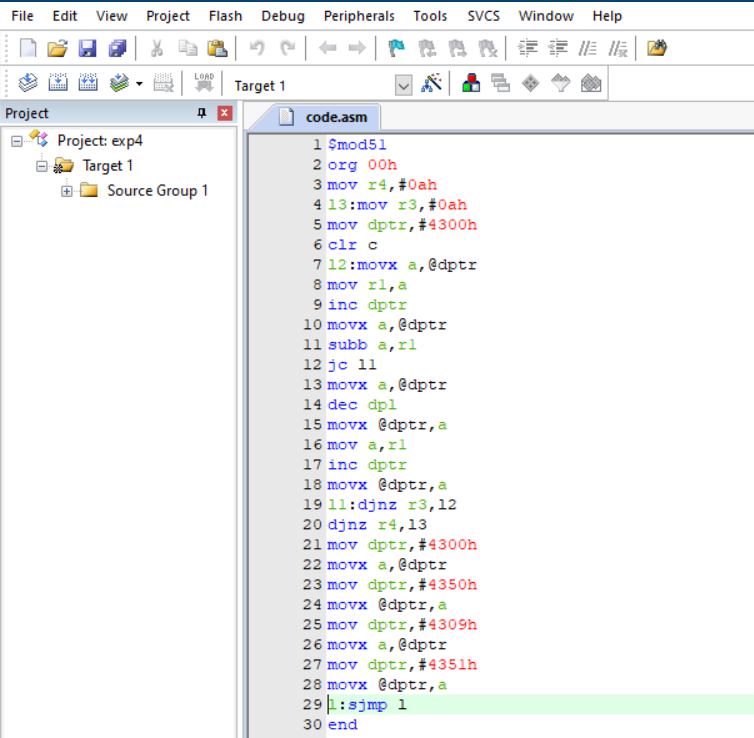 File Edit View Project Flash Debug Peripherals Tools SVCS Window Help
LOAD Target 1
Project
code.asm
Project: exp4
Target 1
Source Group 1
1 $mod51
2 org 00h
3 mov r4,#0ah
4 l3:mov r3,#0ah
5 mov dptr,#4300h
6 clr c
7 l2:movx a,@dptr
8 mov r1,a
9 inc dptr
10 movx a,@dptr
11 subb a,r1
12 jc l1
13 movx a,@dptr
14 dec dpl
15 movx @dptr,a
16 mov a,r1
17 inc dptr
18 movx @dptr,a
19 l1:djnz r3,l2
20 djnz r4,l3
21 mov dptr,#4300h
22 movx a,@dptr
23 mov dptr,#4350h
24 movx @dptr,a
25 mov dptr,#4309h
26 movx a,@dptr
27 mov dptr,#4351h
28 movx @dptr,a
29 l:sjmp l
30 end